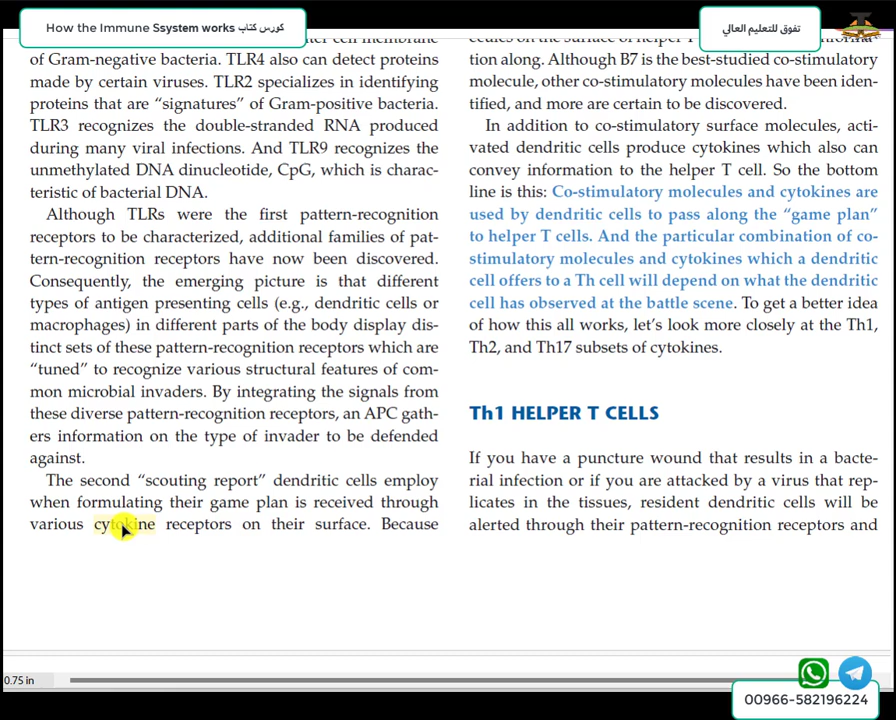 How the Immune Ssystem works كورس كتاب
تفوق للتعليم العالي
cell membrane
of Gram-negative bacteria. TLR4 also can detect proteins
made by certain viruses. TLR2 specializes in identifying
proteins that are “signatures” of Gram-positive bacteria.
TLR3 recognizes the double-stranded RNA produced
during many viral infections. And TLR9 recognizes the
unmethylated DNA dinucleotide, CpG, which is charac-
teristic of bacterial DNA.
Although TLRs were the first pattern-recognition
receptors to be characterized, additional families of pat-
tern-recognition receptors have now been discovered.
Consequently, the emerging picture is that different
types of antigen presenting cells (e.g., dendritic cells or
macrophages) in different parts of the body display dis-
tinct sets of these pattern-recognition receptors which are
“tuned” to recognize various structural features of com-
mon microbial invaders. By integrating the signals from
these diverse pattern-recognition receptors, an APC gath-
ers information on the type of invader to be defended
against.
The second “scouting report” dendritic cells employ
when formulating their game plan is received through
various cytokine receptors on their surface. Because
on the surface of helper
tion along. Although B7 is the best-studied co-stimulatory
molecule, other co-stimulatory molecules have been iden-
tified, and more are certain to be discovered.
In addition to co-stimulatory surface molecules, acti-
vated dendritic cells produce cytokines which also can
convey information to the helper T cell. So the bottom
line is this: Co-stimulatory molecules and cytokines are
used by dendritic cells to pass along the “game plan”
to helper T cells. And the particular combination of co-
stimulatory molecules and cytokines which a dendritic
cell offers to a Th cell will depend on what the dendritic
cell has observed at the battle scene. To get a better idea
of how this all works, let’s look more closely at the Th1,
Th2, and Th17 subsets of cytokines.
Th1 HELPER T CELLS
If you have a puncture wound that results in a bacte-
rial infection or if you are attacked by a virus that rep-
licates in the tissues, resident dendritic cells will be
alerted through their pattern-recognition receptors and
0.75 in
00966-582196224